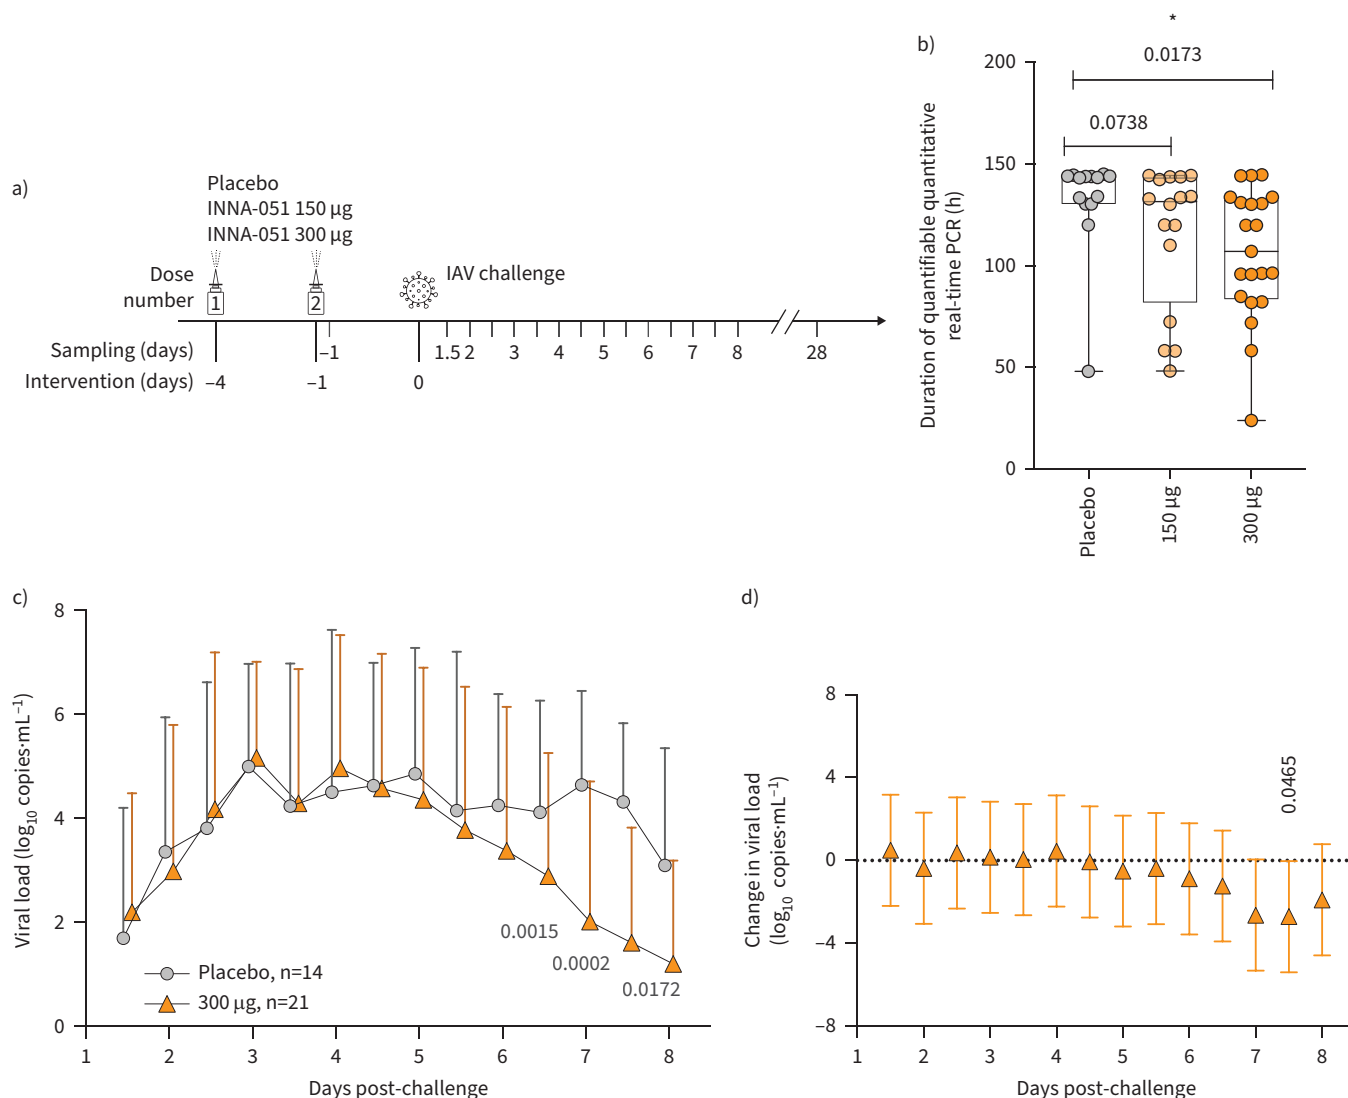 a)
Placebo
INNA-051 150 µg
INNA-051 300 µg
Dose
number
1
2
IAV challenge
Sampling (days)
–1
1.5 2 3 4 5 6 7 8 28
Intervention (days)
–4
–1
0
b)
*
0.0173
0.0738
Duration of quantifiable quantitative
real-time PCR (h)
200
150
100
50
0
Placebo
150 µg
300 µg
c)
Viral load (log₁₀ copies·mL⁻¹)
8
6
4
2
0
0.0015
0.0002
0.0172
Placebo, n=14
300 µg, n=21
1 2 3 4 5 6 7 8
Days post-challenge
d)
Change in viral load
(log₁₀ copies·mL⁻¹)
8
4
0
–4
–8
0.0465
1 2 3 4 5 6 7 8
Days post-challenge